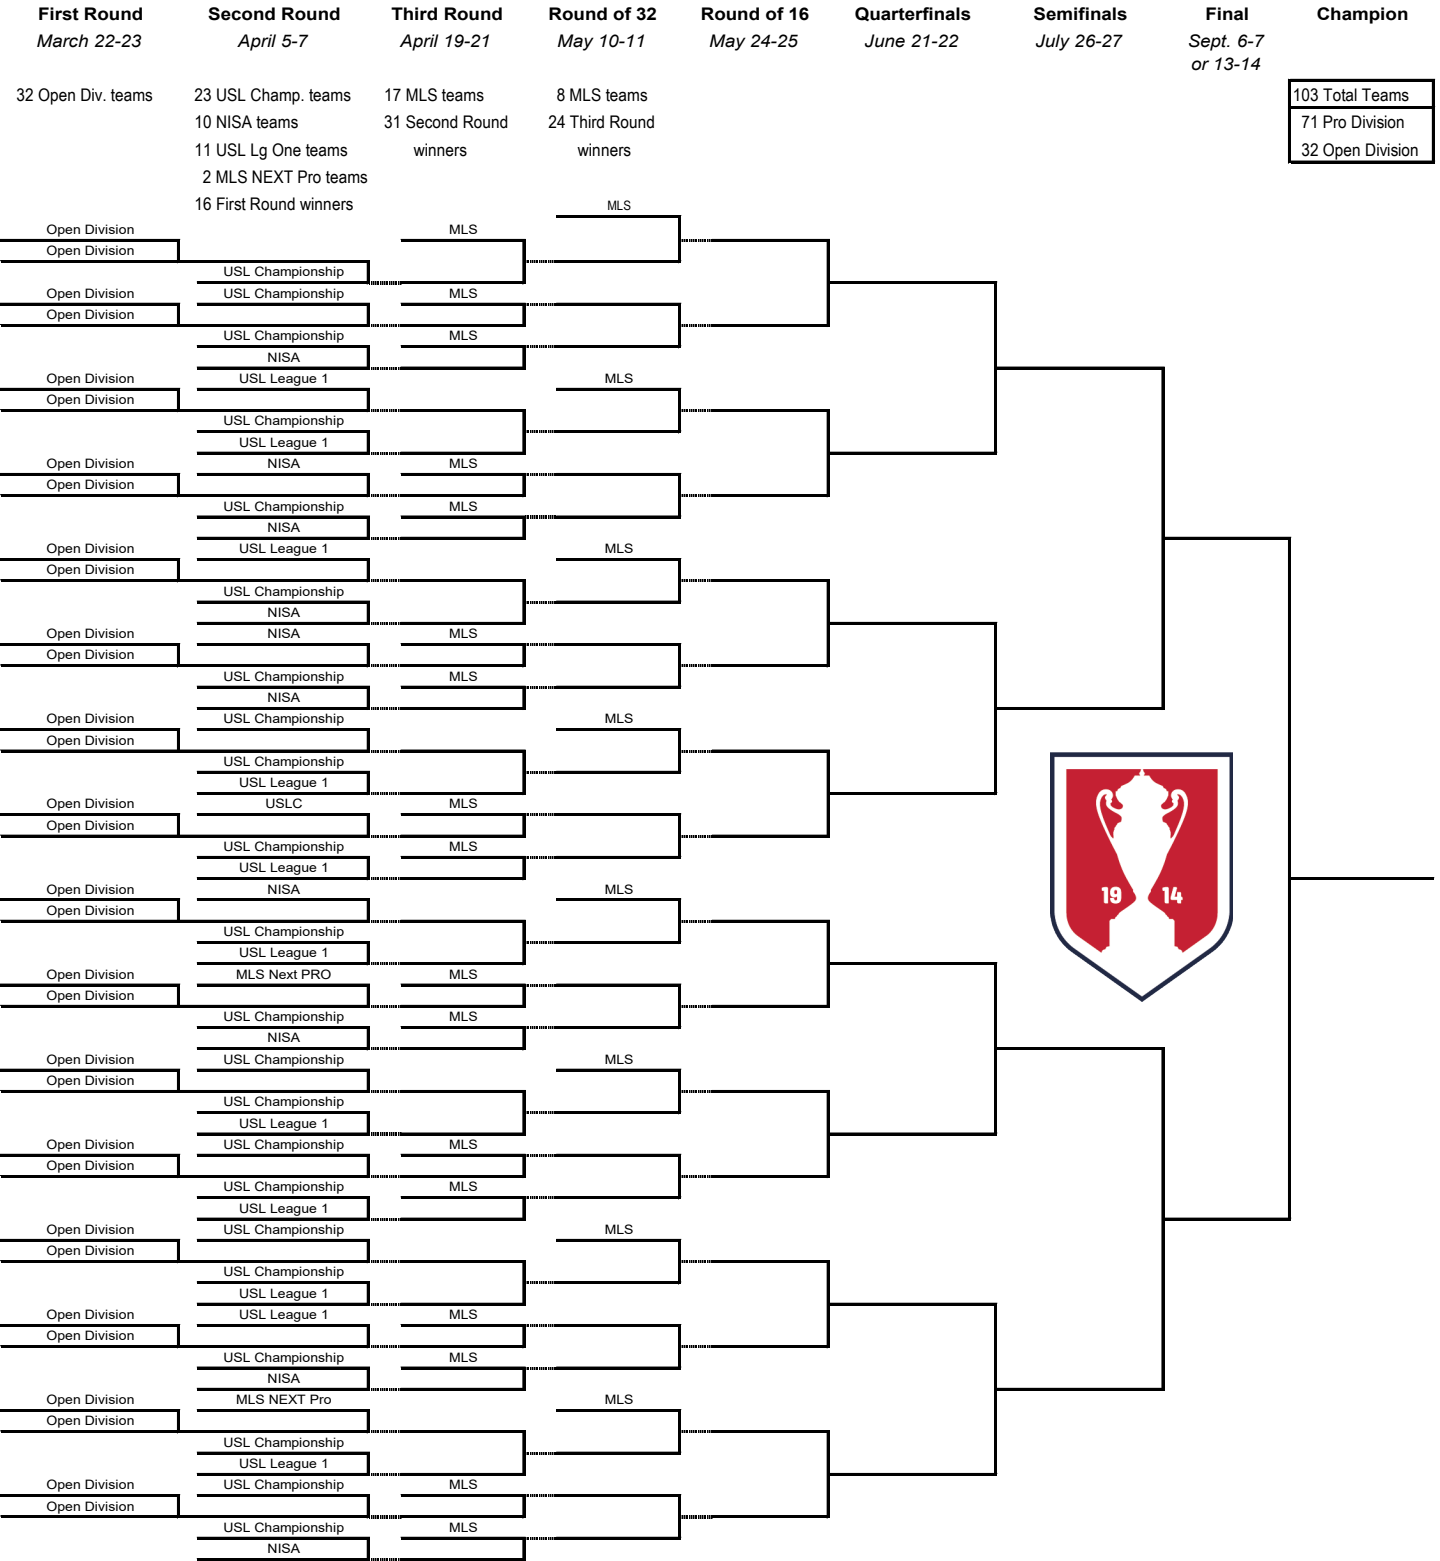 First Round Second Round Third Round Round of 32 Round of 16 Quarterfinals Semifinals Final Champion
March 22-23 April 5-7 April 19-21 May 10-11 May 24-25 June 21-22 July 26-27 Sept. 6-7
or 13-14
32 Open Div. teams 23 USL Champ. teams 17 MLS teams 8 MLS teams 103 Total Teams
10 NISA teams 31 Second Round 24 Third Round 71 Pro Division
11 USL Lg One teams winners winners 32 Open Division
2 MLS NEXT Pro teams
16 First Round winners MLS
Open Division MLS
Open Division
USL Championship
Open Division USL Championship MLS
Open Division
USL Championship MLS
NISA
Open Division USL League 1 MLS
Open Division
USL Championship
USL League 1
Open Division NISA MLS
Open Division
USL Championship MLS
NISA
Open Division USL League 1 MLS
Open Division
USL Championship
NISA
Open Division NISA MLS
Open Division
USL Championship MLS
NISA
Open Division USL Championship MLS
Open Division
USL Championship
USL League 1
Open Division USLC MLS
Open Division
USL Championship MLS
USL League 1
Open Division NISA MLS
19 14
Open Division
USL Championship
USL League 1
Open Division MLS Next PRO MLS
Open Division
USL Championship MLS
NISA
Open Division USL Championship MLS
Open Division
USL Championship
USL League 1
Open Division USL Championship MLS
Open Division
USL Championship MLS
USL League 1
Open Division USL Championship MLS
Open Division
USL Championship
USL League 1
Open Division USL League 1 MLS
Open Division
USL Championship MLS
NISA
Open Division MLS NEXT Pro MLS
Open Division
USL Championship
USL League 1
Open Division USL Championship MLS
Open Division
USL Championship MLS
NISA